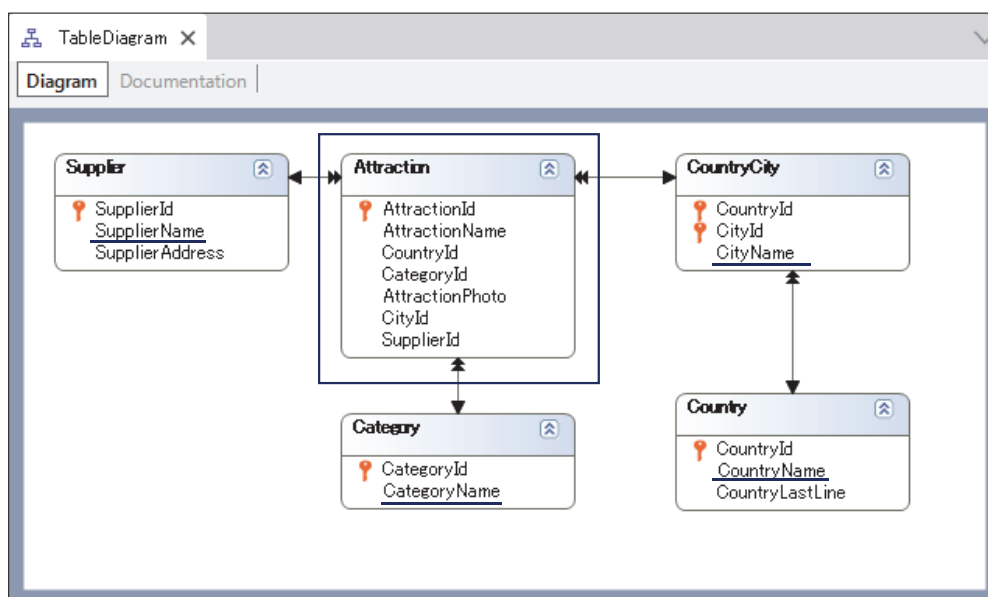 TableDiagram
Diagram Documentation
Supplier
SupplierId
SupplierName
SupplierAddress
Attraction
AttractionId
AttractionName
CountryId
CategoryId
AttractionPhoto
CityId
SupplierId
CountryCity
CountryId
CityId
CityName
Category
CategoryId
CategoryName
Country
CountryId
CountryName
CountryLastLine